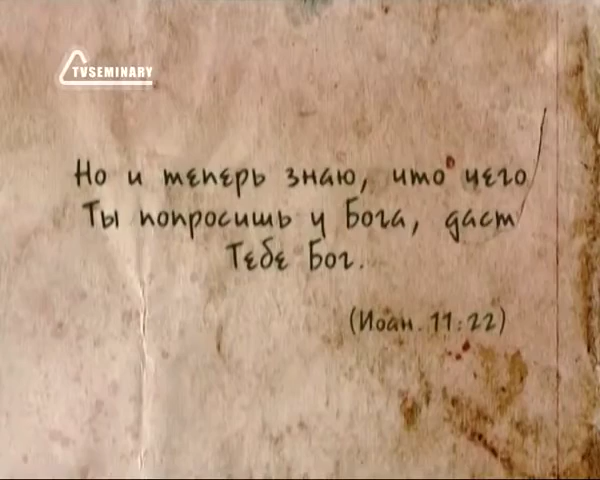 TVSEMINARY
Но и теперь знаю, что чего
Ты попросишь у Бога, даст
Тебе Бог.
(Иоан. 11:22)